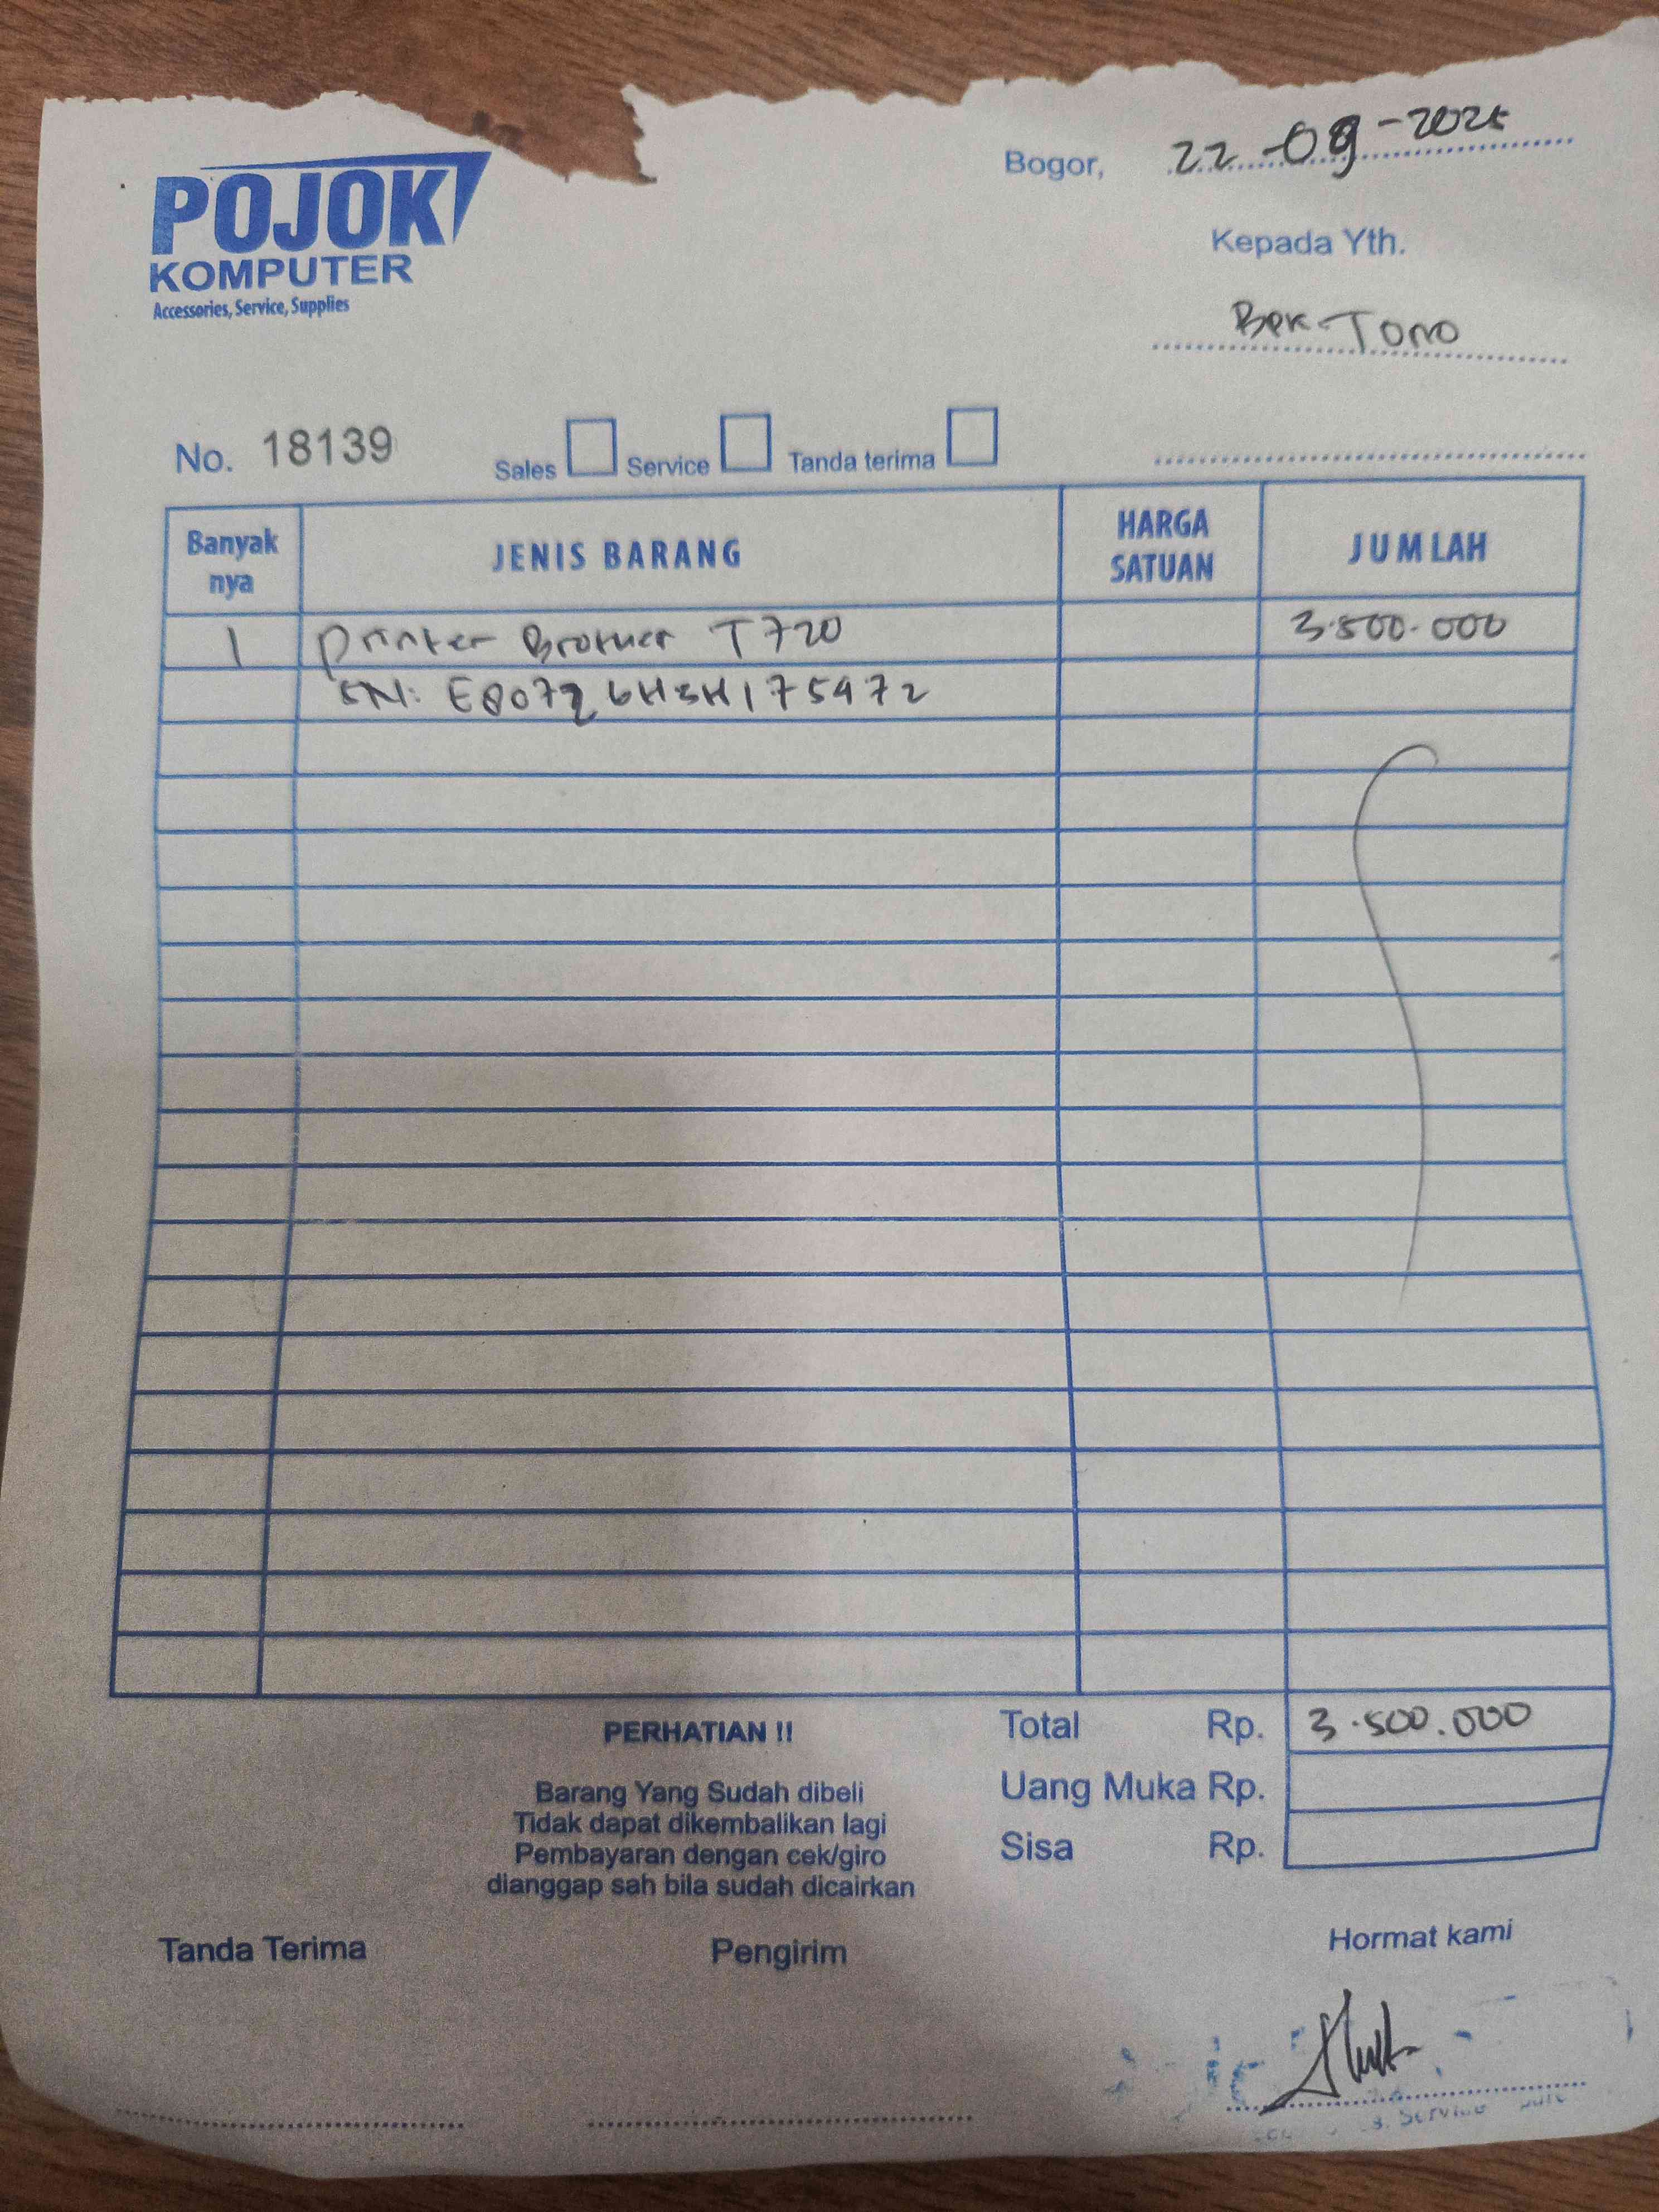 POJOK
KOMPUTER
Accessories, Service, Supplies
Bogor, 22-09-2025
Kepada Yth.
Bpk. Tono
No. 18139 Sales Service Tanda terima
Banyak nya JENIS BARANG HARGA SATUAN JUMLAH
1 Printer Brother T720 3.500.000
SN:
Total Rp. 3.500.000
Uang Muka Rp.
Sisa Rp.
PERHATIAN !!
Barang Yang Sudah dibeli
Tidak dapat dikembalikan lagi
Pembayaran dengan cek/giro
dianggap sah bila sudah dicairkan
Tanda Terima Pengirim Hormat kami